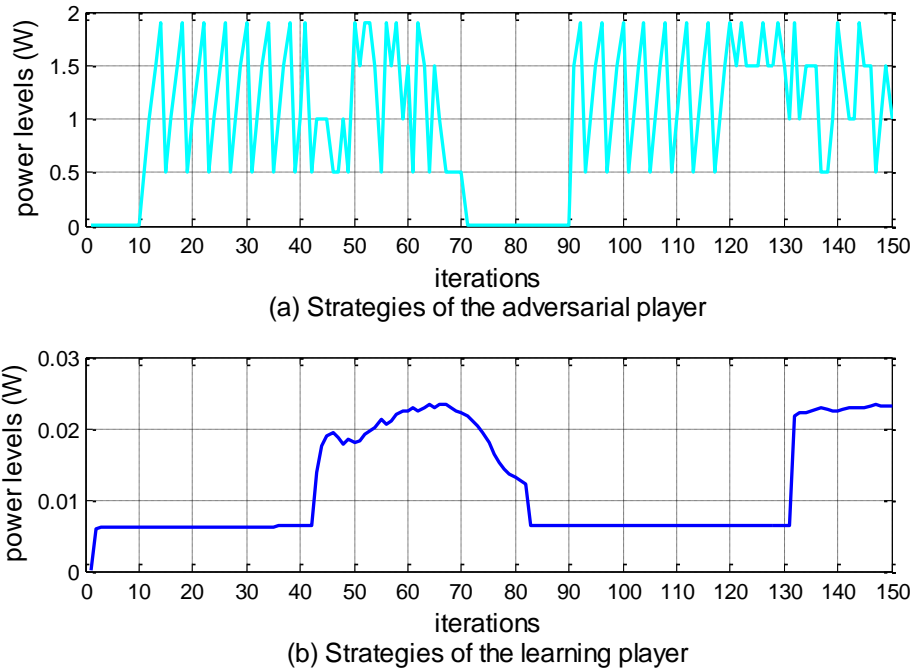 2
1.5
1
0.5
0
power levels (W)
0 10 20 30 40 50 60 70 80 90 100 110 120 130 140 150
iterations
(a) Strategies of the adversarial player
0.03
0.02
0.01
0
power levels (W)
0 10 20 30 40 50 60 70 80 90 100 110 120 130 140 150
iterations
(b) Strategies of the learning player